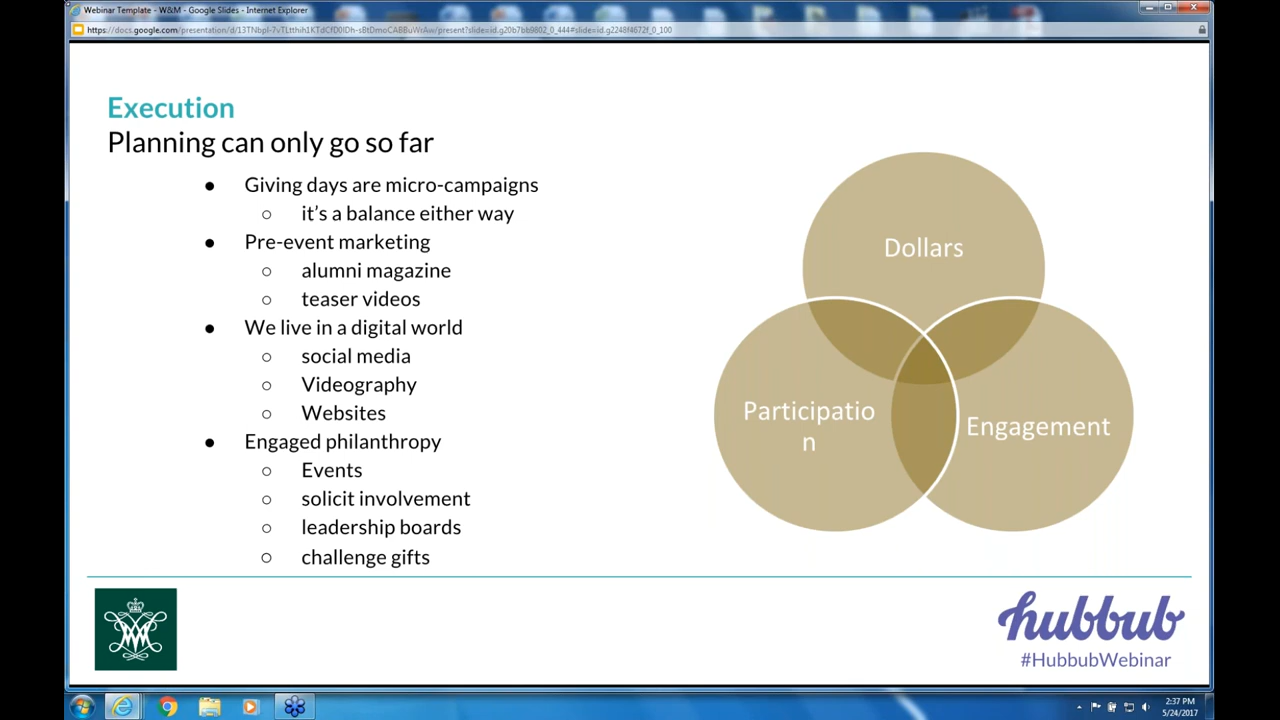 Webinar Template - W&M - Google Slides - Internet Explorer
Execution
Planning can only go so far
● Giving days are micro-campaigns
○ it's a balance either way
● Pre-event marketing
○ alumni magazine
○ teaser videos
● We live in a digital world
○ social media
○ Videography
○ Websites
● Engaged philanthropy
○ Events
○ solicit involvement
○ leadership boards
○ challenge gifts
Dollars
Participatio
n
Engagement
hubbub
#HubbubWebinar
2:37 PM
5/24/2017